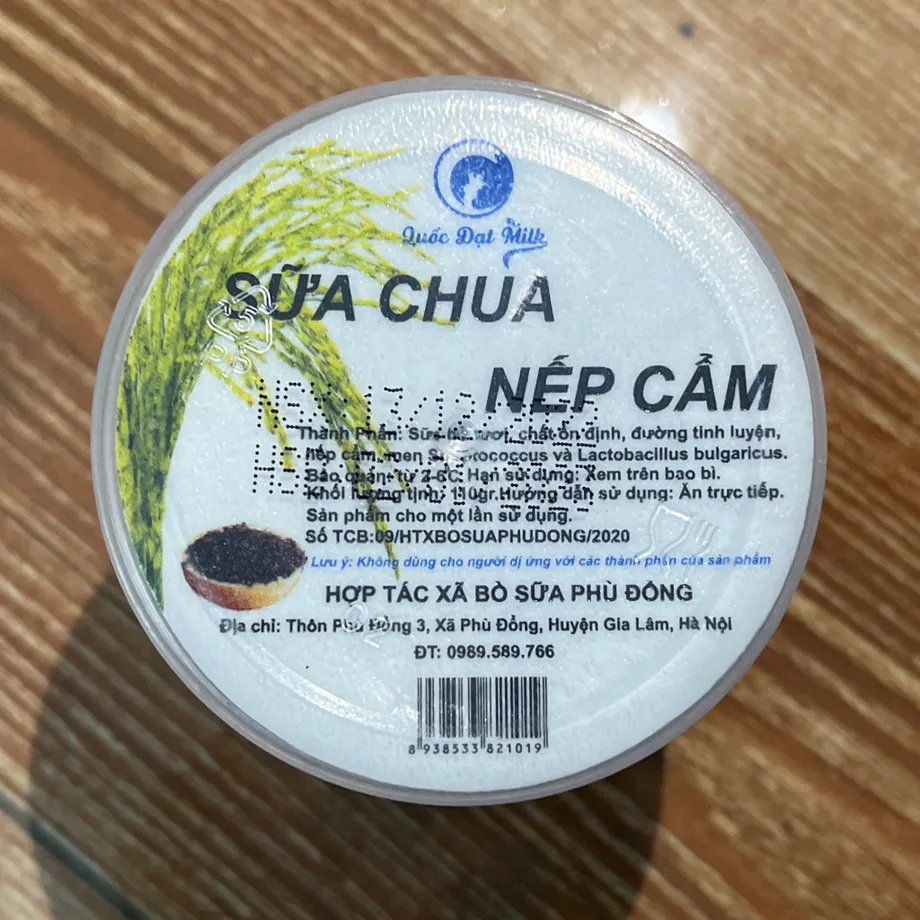 Quốc Đạt Milk
SỮA CHUA
NẾP CẨM
NSX: 13/12
Thành Phần: Sữa tươi, chất ổn định, đường tinh luyện,
nếp cẩm, men Streptococcus và Lactobacillus bulgaricus.
HSD
Bảo quản: từ 2-6C. Hạn sử dụng: Xem trên bao bì.
Khối lượng tịnh: 110gr. Hướng dẫn sử dụng: Ăn trực tiếp.
Sản phẩm cho một lần sử dụng.
Số TCB:09/HTXBOSUAPHUDONG/2020
Lưu ý: Không dùng cho người dị ứng với các thành phần của sản phẩm
HỢP TÁC XÃ BÒ SỮA PHÙ ĐỔNG
Địa chỉ: Thôn Phù Đổng 3, Xã Phù Đổng, Huyện Gia Lâm, Hà Nội
ĐT: 0989.589.766
8 938533 821019